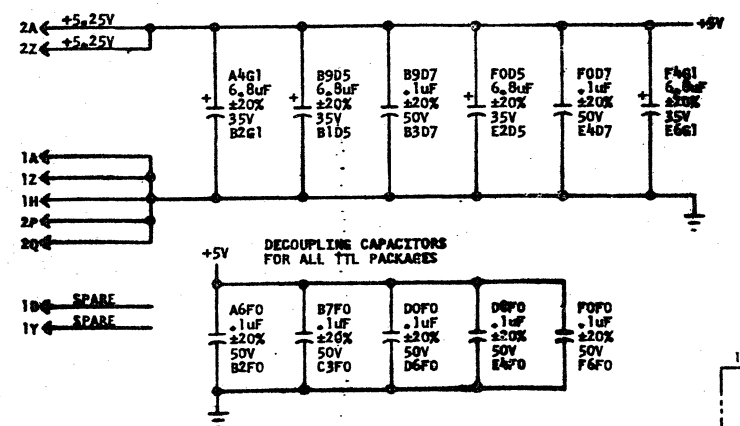 2A +5.25V
2Z +5.25V
+5V
A4G1
6.8uF
±20%
35V
B2G1
B9D5
6.8uF
±20%
35V
B1D5
B9D7
.1uF
±20%
50V
B3D7
F0D5
6.8uF
±20%
35V
E2D5
F0D7
.1uF
±20%
50V
E4D7
F4G1
6.8uF
±20%
35V
E6G1
+
+
+
+
1A
1Z
1H
2P
2Q
+5V
DECOUPLING CAPACITORS
FOR ALL TTL PACKAGES
1B SPARE
1Y SPARE
A6F0
.1uF
±20%
50V
B2F0
B7F0
.1uF
±20%
50V
C3F0
D0F0
.1uF
±20%
50V
D6F0
.1uF
±20%
50V
E4F0
F0F0
.1uF
±20%
50V
F6F0